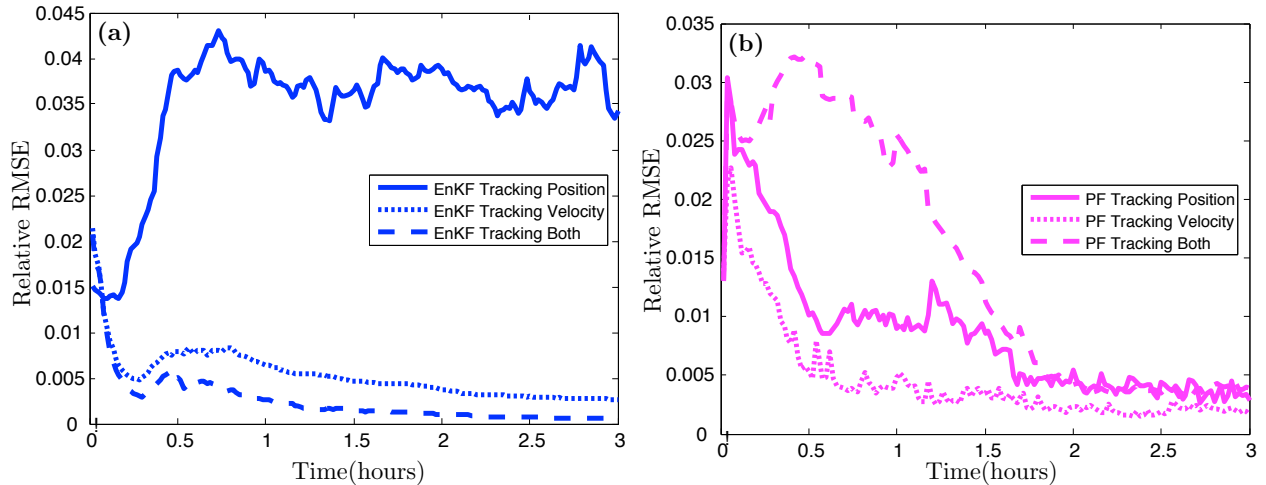 (a)
0.045
0.04
0.035
0.03
0.025
0.02
0.015
0.01
0.005
0
Relative RMSE
EnKF Tracking Position
EnKF Tracking Velocity
EnKF Tracking Both
0 0.5 1 1.5 2 2.5 3
Time(hours)
(b)
0.035
0.03
0.025
0.02
0.015
0.01
0.005
0
Relative RMSE
PF Tracking Position
PF Tracking Velocity
PF Tracking Both
0 0.5 1 1.5 2 2.5 3
Time(hours)